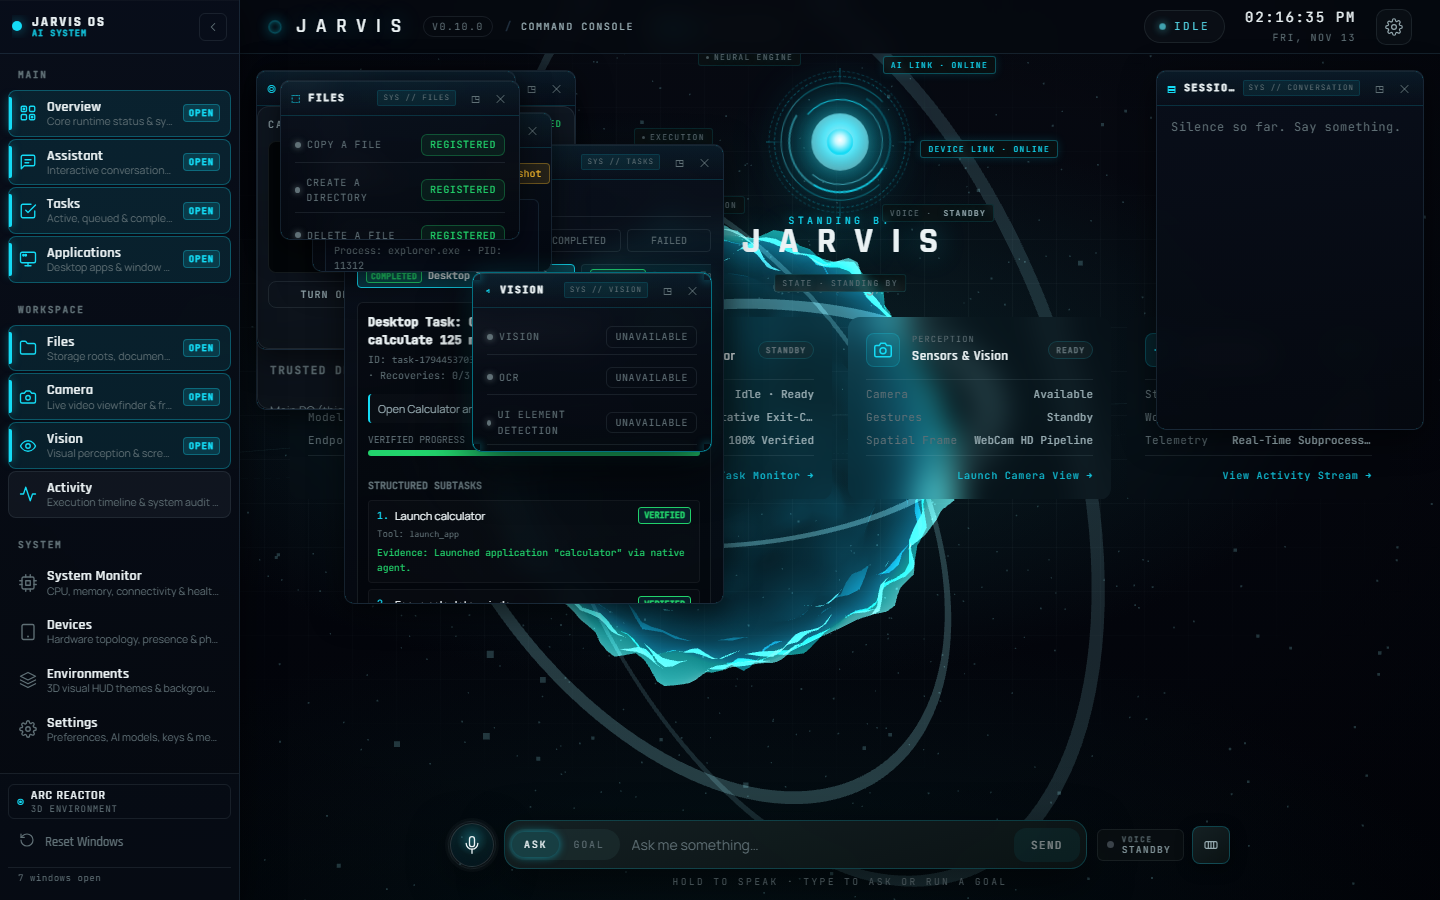 JARVIS OS
AI SYSTEM
MAIN
Overview
Core runtime status & sy...
OPEN
Assistant
Interactive conversation...
OPEN
Tasks
Active, queued & comple...
OPEN
Applications
Desktop apps & window ...
OPEN
WORKSPACE
Files
Storage roots, documen...
OPEN
Camera
Live video viewfinder & fr...
OPEN
Vision
Visual perception & scre...
OPEN
Activity
Execution timeline & system audit ...
SYSTEM
System Monitor
CPU, memory, connectivity & healt...
Devices
Hardware topology, presence & ph...
Environments
3D visual HUD themes & backgrou...
Settings
Preferences, AI models, keys & me...
ARC REACTOR
3D ENVIRONMENT
Reset Windows
7 windows open
JARVIS
V0.10.0
/ COMMAND CONSOLE
IDLE
02:16:35 PM
FRI, NOV 13
FILES
SYS // FILES
COPY A FILE
REGISTERED
CREATE A DIRECTORY
REGISTERED
DELETE A FILE
REGISTERED
Process: explorer.exe · PID:
11312
TURN
TRUSTED D
Model
Endpo
SYS // TASKS
COMPLETED
FAILED
COMPLETED
Desktop
Desktop Task:
calculate 125
ID: task-1794453703
· Recoveries: 0/3
Open Calculator an
VERIFIED PROGRESS
STRUCTURED SUBTASKS
1. Launch calculator
VERIFIED
Tool: launch_app
Evidence: Launched application "calculator" via native
agent.
VISION
SYS // VISION
VISION
UNAVAILABLE
OCR
UNAVAILABLE
UI ELEMENT DETECTION
UNAVAILABLE
NEURAL ENGINE
AI LINK · ONLINE
EXECUTION
DEVICE LINK · ONLINE
VOICE · STANDBY
STANDING B
JARVIS
STATE · STANDING BY
STANDBY
Idle · Ready
ative Exit-C…
100% Verified
ask Monitor →
PERCEPTION
Sensors & Vision
READY
Camera
Available
Gestures
Standby
Spatial Frame
WebCam HD Pipeline
Launch Camera View →
SESSIO…
SYS // CONVERSATION
Silence so far. Say something.
Telemetry
Real-Time Subprocess…
View Activity Stream →
ASK
GOAL
Ask me something...
SEND
VOICE
STANDBY
HOLD TO SPEAK · TYPE TO ASK OR RUN A GOAL